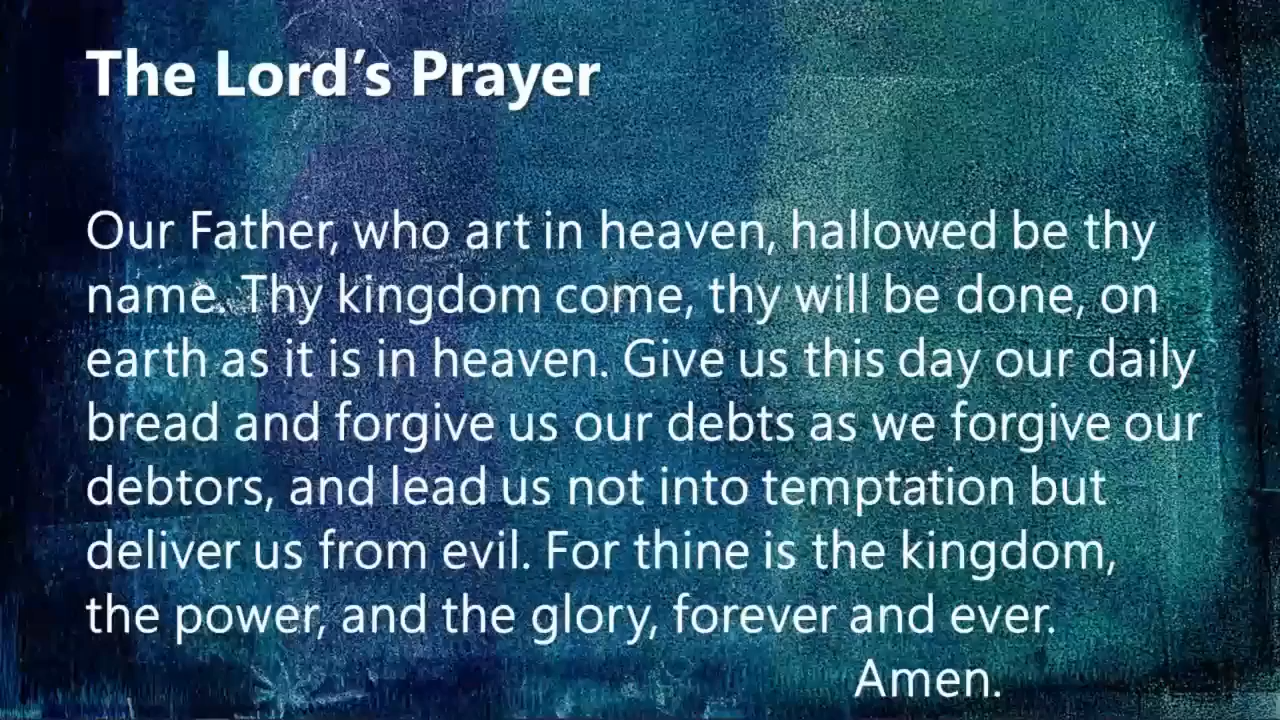 The Lord’s Prayer
Our Father, who art in heaven, hallowed be thy
name. Thy kingdom come, thy will be done, on
earth as it is in heaven. Give us this day our daily
bread and forgive us our debts as we forgive our
debtors, and lead us not into temptation but
deliver us from evil. For thine is the kingdom,
the power, and the glory, forever and ever.
Amen.